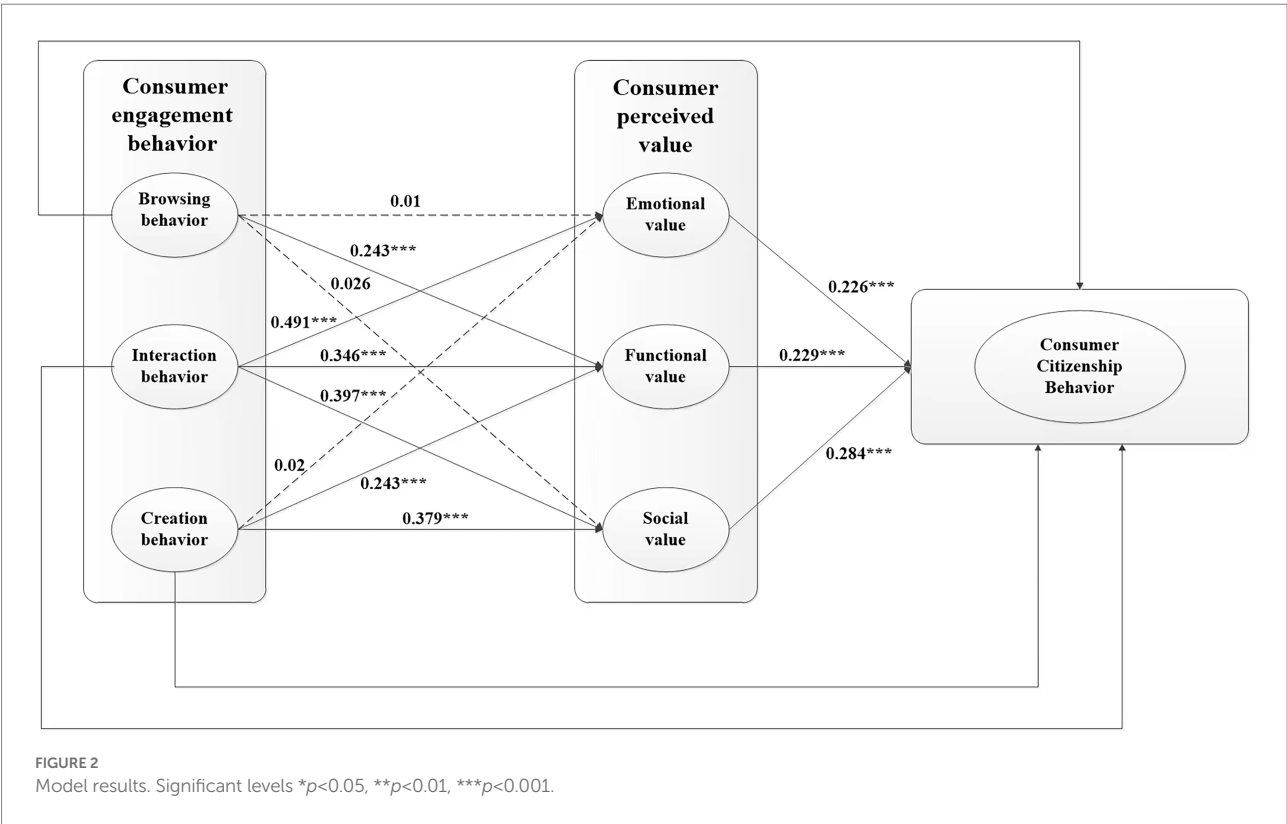 Consumer
engagement
behavior
Consumer
perceived
value
Browsing
behavior
0.01
Emotional
value
0.243***
0.026
0.226***
0.491***
Interaction
behavior
0.346***
Functional
value
0.229***
Consumer
Citizenship
Behavior
0.397***
0.02
0.243***
0.284***
Creation
behavior
0.379***
Social
value
FIGURE 2
Model results. Significant levels *p<0.05, **p<0.01, ***p<0.001.